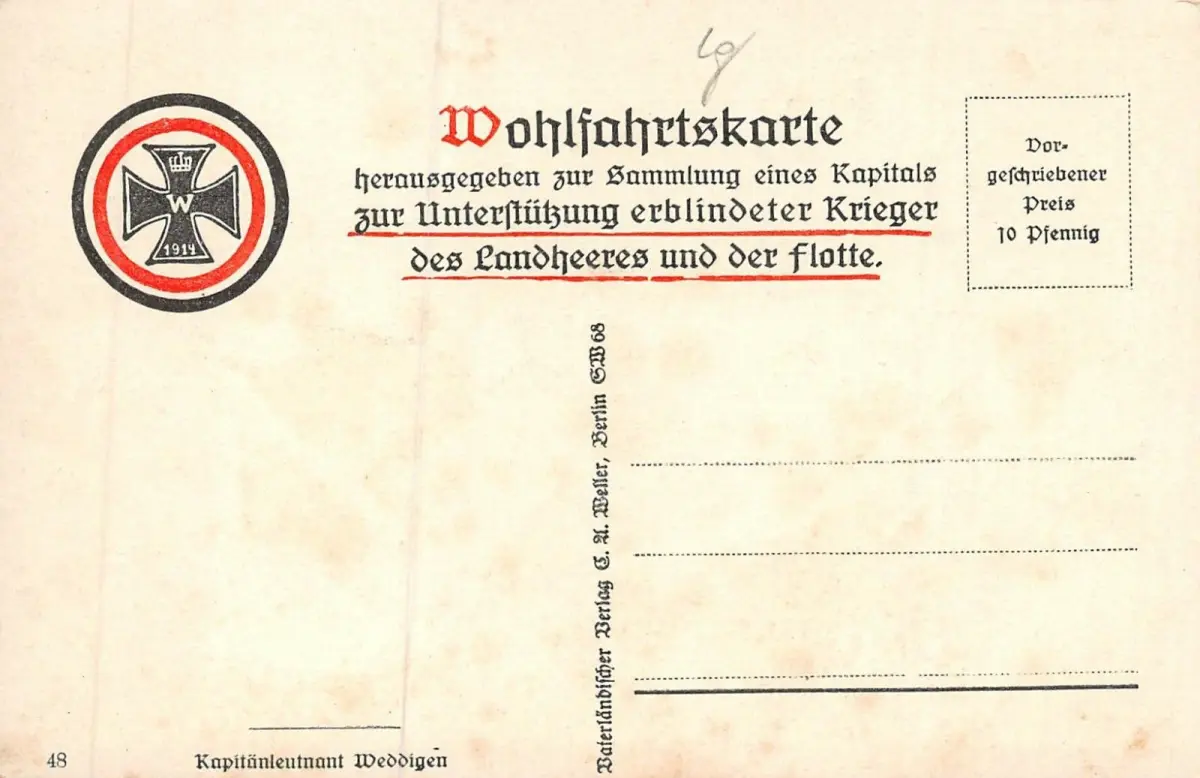 lg
Wohlfahrtskarte
herausgegeben zur Sammlung eines Kapitals
zur Unterstützung erblindeter Krieger
des Landheeres und der Flotte.
W
1914
Vor-
geschriebener
Preis
10 Pfennig
Vaterländischer Verlag C. A. Weller, Berlin SW 68
48
Kapitänleutnant Weddigen